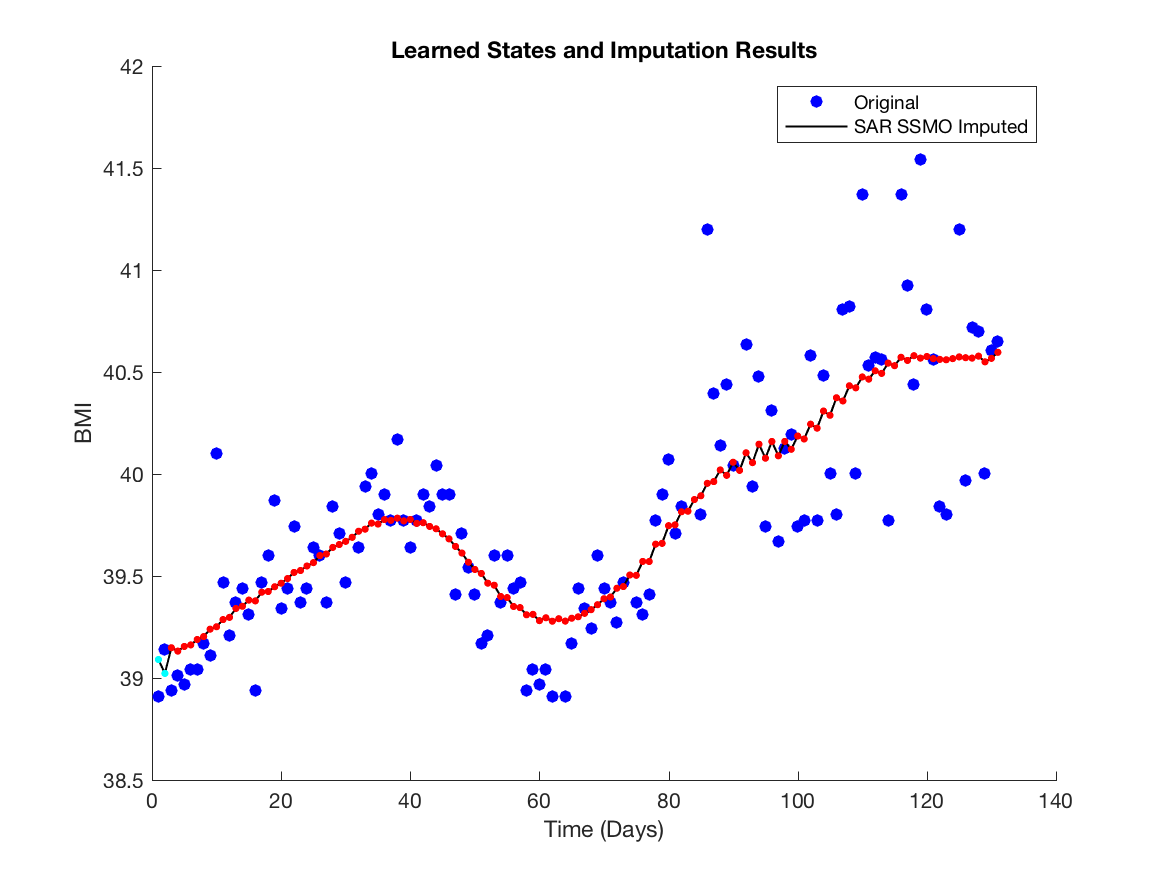 Learned States and Imputation Results
Original
SAR SSMO Imputed
42
41.5
41
40.5
40
39.5
39
38.5
BMI
0 20 40 60 80 100 120 140
Time (Days)